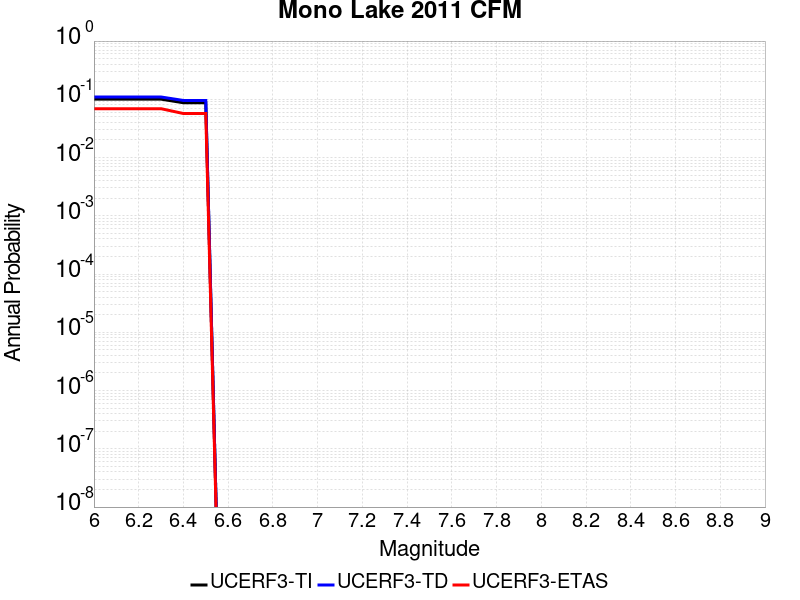 Mono Lake 2011 CFM
Annual Probability
10^0
10^-1
10^-2
10^-3
10^-4
10^-5
10^-6
10^-7
10^-8
6 6.2 6.4 6.6 6.8 7 7.2 7.4 7.6 7.8 8 8.2 8.4 8.6 8.8 9
Magnitude
UCERF3-TI UCERF3-TD UCERF3-ETAS